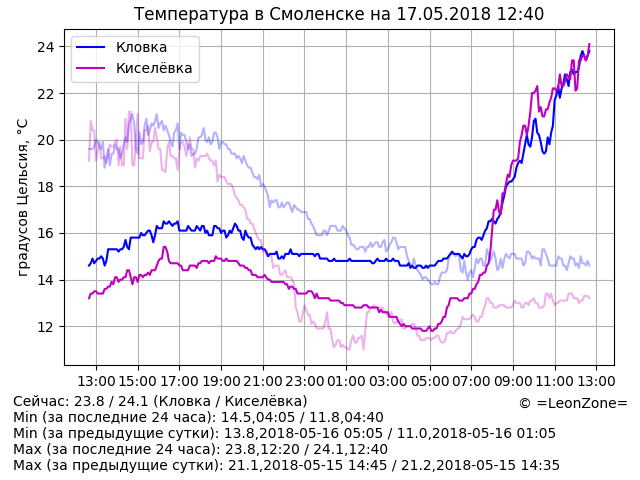 Температура в Смоленске на 17.05.2018 12:40
Кловка
Киселёвка
градусов Цельсия, °C
24
22
20
18
16
14
12
13:00 15:00 17:00 19:00 21:00 23:00 01:00 03:00 05:00 07:00 09:00 11:00 13:00
Сейчас: 23.8 / 24.1 (Кловка / Киселёвка)
© =LeonZone=
Min (за последние 24 часа): 14.5,04:05 / 11.8,04:40
Min (за предыдущие сутки): 13.8,2018-05-16 05:05 / 11.0,2018-05-16 01:05
Max (за последние 24 часа): 23.8,12:20 / 24.1,12:40
Max (за предыдущие сутки): 21.1,2018-05-15 14:45 / 21.2,2018-05-15 14:35